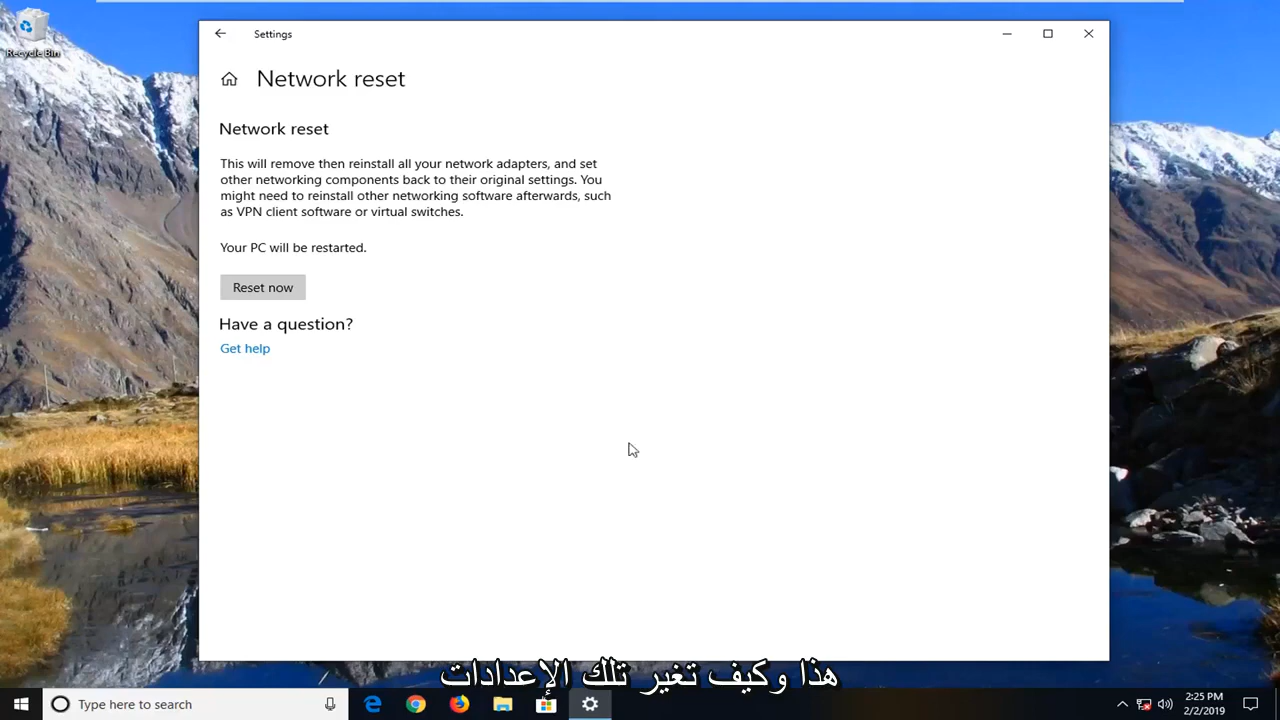 Recycle Bin
Settings
Network reset
Network reset
This will remove then reinstall all your network adapters, and set
other networking components back to their original settings. You
might need to reinstall other networking software afterwards, such
as VPN client software or virtual switches.
Your PC will be restarted.
Reset now
Have a question?
Get help
هذا وكيف تغير تلك الإعدادات
Type here to search
2:25 PM
2/2/2019